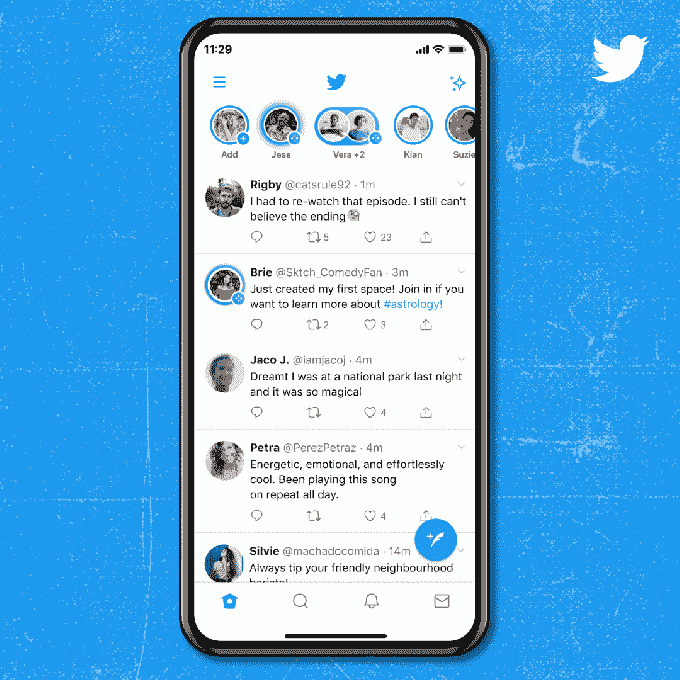 11:29
Add Jess Vera +2 Kian Suzie
Rigby @catsrule92 · 1m
I had to re-watch that episode. I still can't
believe the ending
5 23
Brie @Sktch_ComedyFan · 3m
Just created my first space! Join in if you
want to learn more about #astrology!
2 3
Jaco J. @iamjacoj · 4m
Dreamt I was at a national park last night
and it was so magical
4
Petra @PerezPetraz · 4m
Energetic, emotional, and effortlessly
cool. Been playing this song
on repeat all day.
4
Silvie @machadocomida · 14m
Always tip your friendly neighbourhood